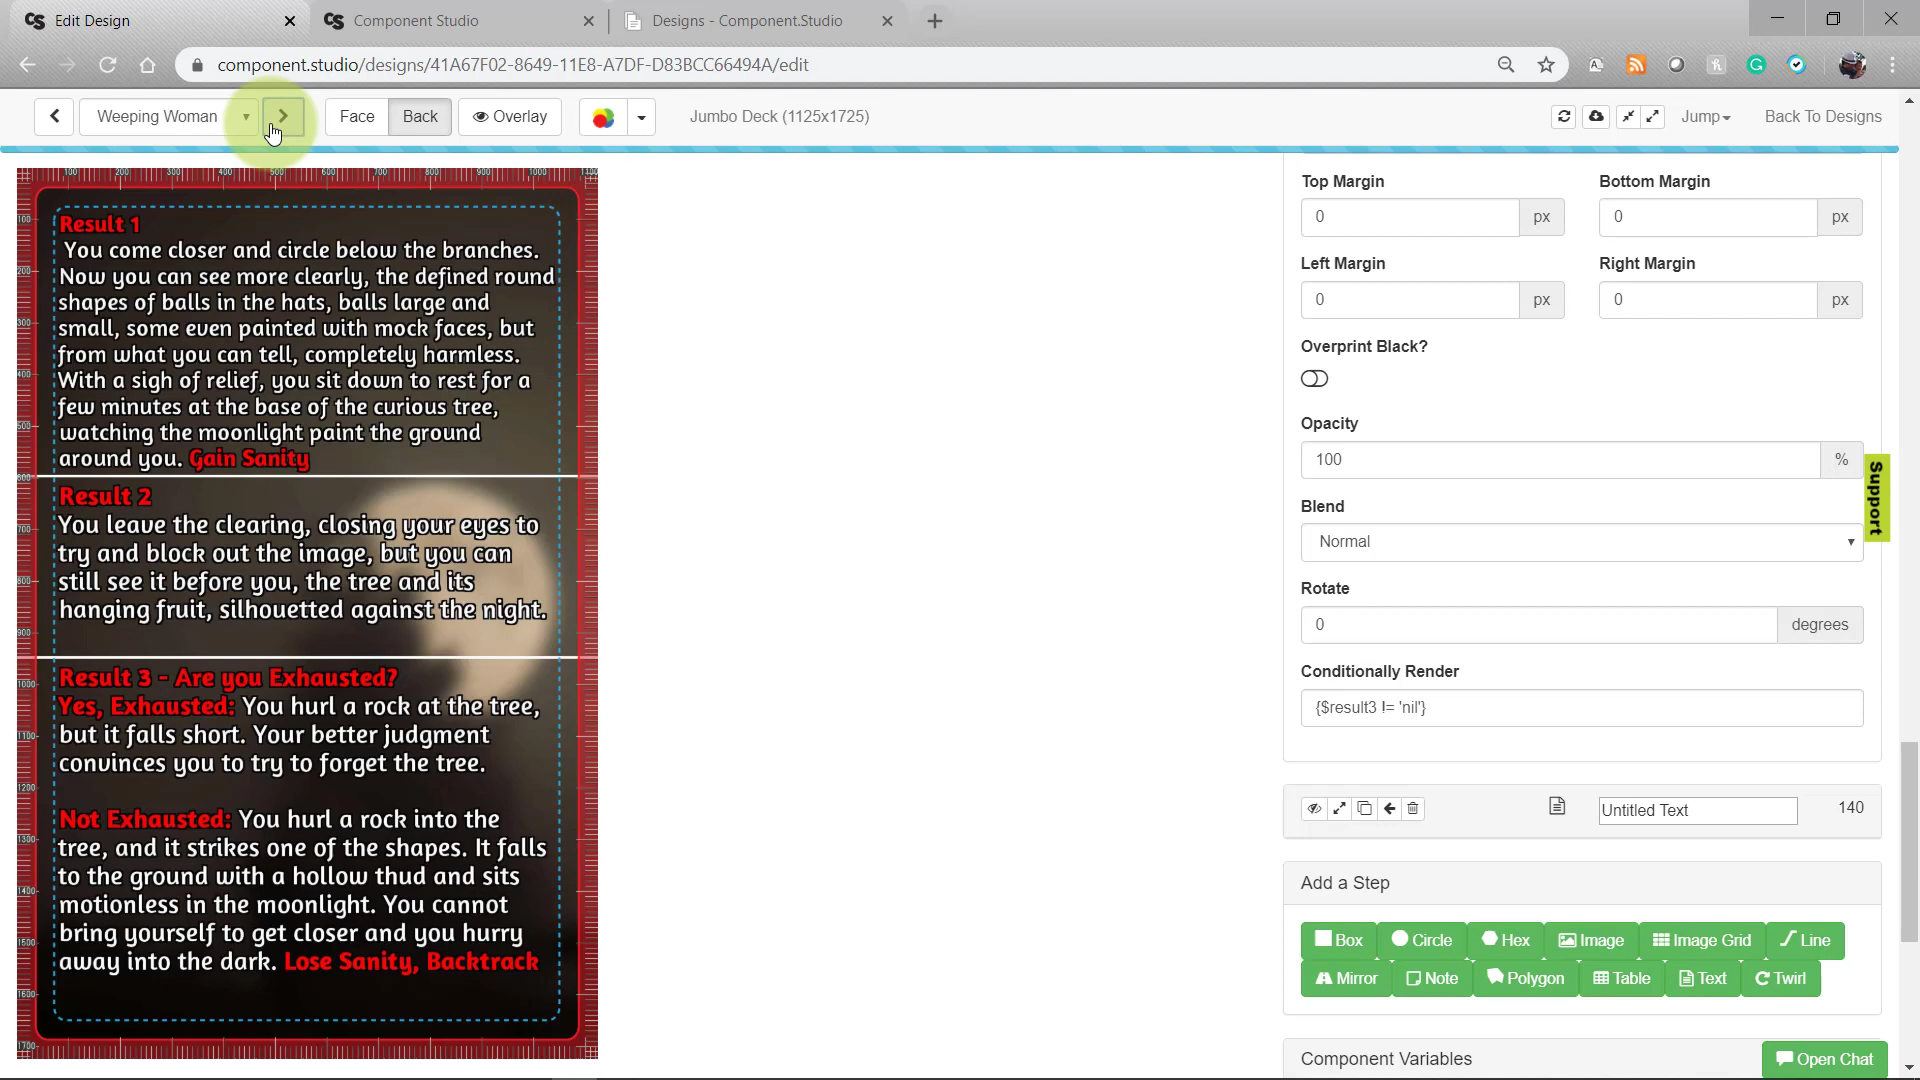 Edit Design
Component Studio
Designs - Component.Studio
component.studio/designs/41A67F02-8649-11E8-A7DF-D83BCC66494A/edit
Weeping Woman
Face
Back
Overlay
Jumbo Deck (1125x1725)
Jump
Back To Designs
Result 1
You come closer and circle below the branches.
Now you can see more clearly, the defined round
shapes of balls in the hats, balls large and
small, some even painted with mock faces, but
from what you can tell, completely harmless.
With a sigh of relief, you sit down to rest for a
few minutes at the base of the curious tree,
watching the moonlight paint the ground
around you. Gain Sanity
Result 2
You leave the clearing, closing your eyes to
try and block out the image, but you can
still see it before you, the tree and its
hanging fruit, silhouetted against the night.
Result 3 - Are you Exhausted?
Yes, Exhausted: You hurl a rock at the tree,
but it falls short. Your better judgment
convinces you to try to forget the tree.
Not Exhausted: You hurl a rock into the
tree, and it strikes one of the shapes. It falls
to the ground with a hollow thud and sits
motionless in the moonlight. You cannot
bring yourself to get closer and you hurry
away into the dark. Lose Sanity, Backtrack
Top Margin
Bottom Margin
0 px
0 px
Left Margin
Right Margin
0 px
0 px
Overprint Black?
Opacity
100 %
Blend
Normal
Rotate
0 degrees
Conditionally Render
{$result3 != 'nil'}
Untitled Text
140
Add a Step
Box
Circle
Hex
Image
Image Grid
Line
Mirror
Note
Polygon
Table
Text
Twirl
Component Variables
Open Chat
Support